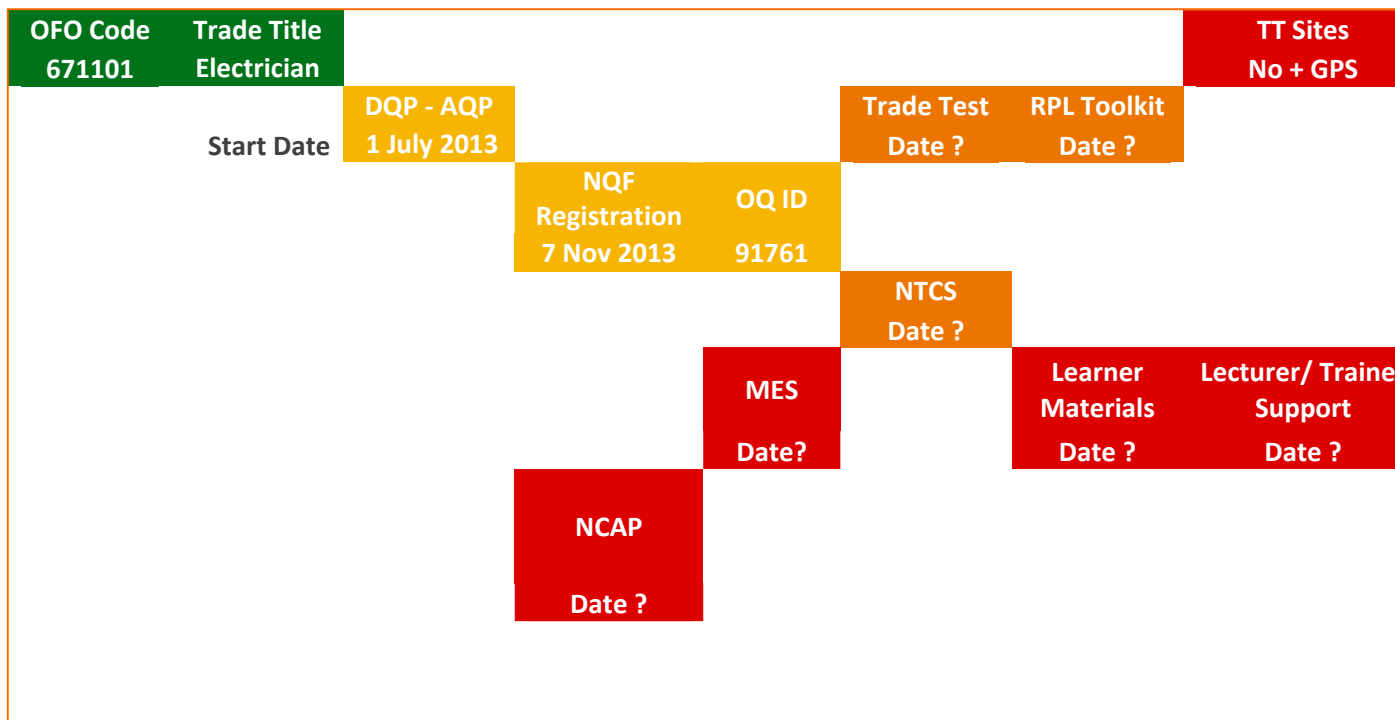 OFO Code
671101
Trade Title
Electrician
TT Sites
No + GPS
Start Date
DQP - AQP
1 July 2013
Trade Test
Date ?
RPL Toolkit
Date ?
NQF
Registration
7 Nov 2013
OQ ID
91761
NTCS
Date ?
MES
Date?
Learner
Materials
Date ?
Lecturer/ Traine
Support
Date ?
NCAP
Date ?